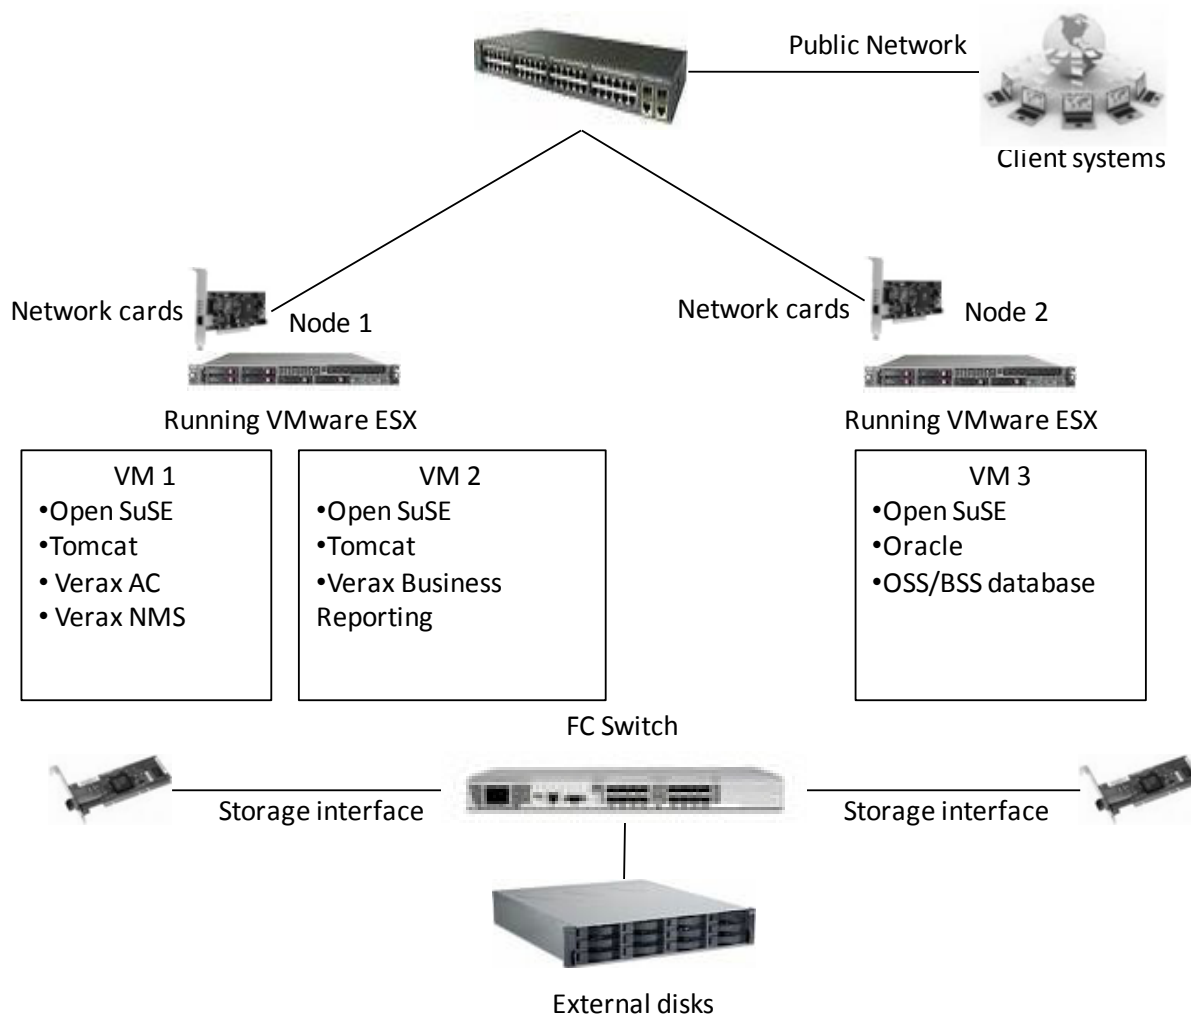 Public Network
Client systems
Network cards
Node 1
Network cards
Node 2
Running VMware ESX
Running VMware ESX
VM 1
•Open SuSE
•Tomcat
• Verax AC
• Verax NMS
VM 2
•Open SuSE
•Tomcat
•Verax Business
Reporting
VM 3
•Open SuSE
•Oracle
•OSS/BSS database
FC Switch
Storage interface
Storage interface
External disks